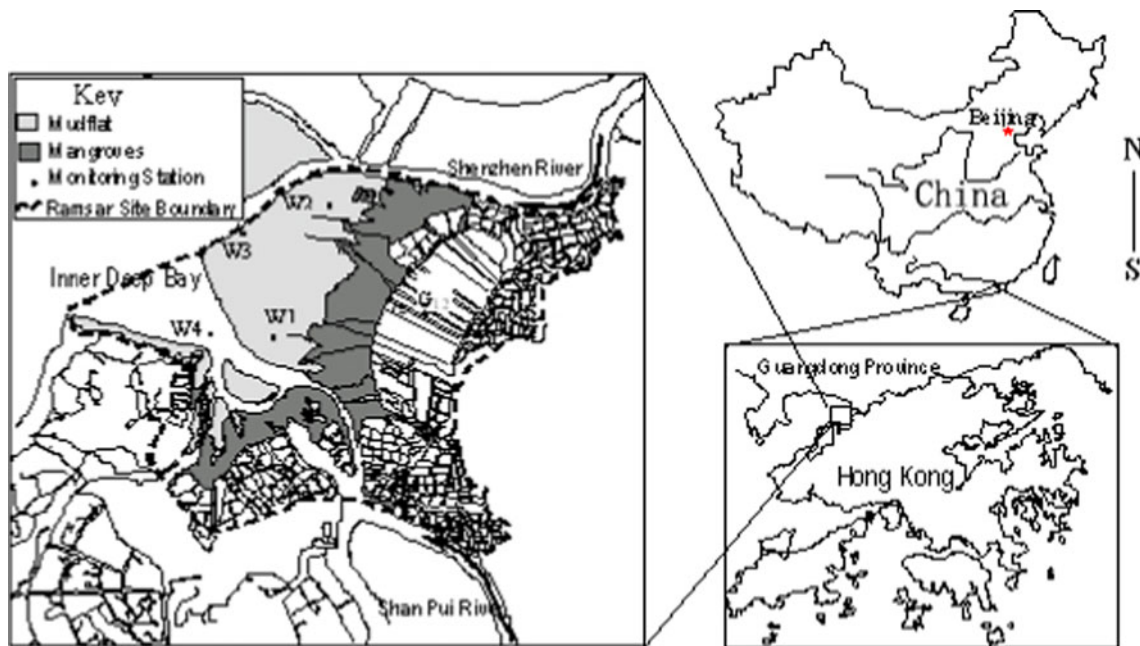 Kev
Mudflat
Mangroves
Monitoring Station
Ramsar Site Boundary
Shenzhen River
W2
W3
Inner Deep Bay
W1
W4
Shan Pui River
Beijing
China
N
S
Guangdong Province
Hong Kong